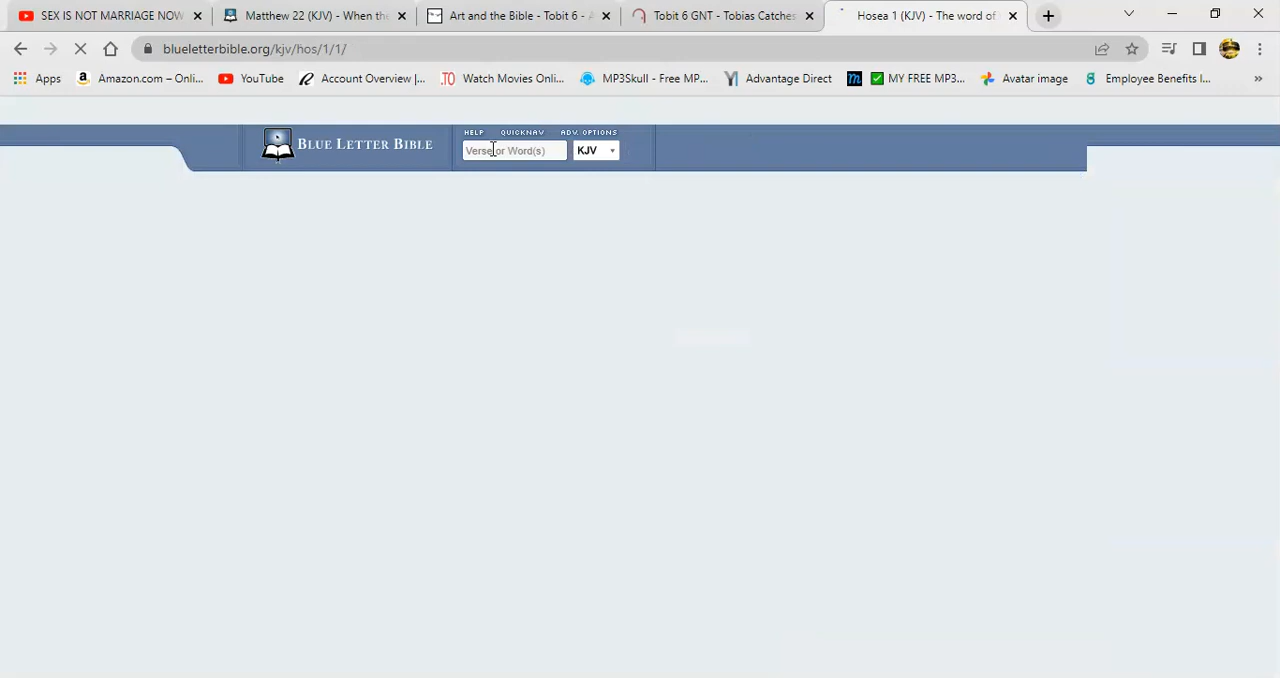 SEX IS NOT MARRIAGE NOW
Matthew 22 (KJV) - When the
Art and the Bible - Tobit 6 - A
Tobit 6 GNT - Tobias Catches
Hosea 1 (KJV) - The word of
blueletterbible.org/kjv/hos/1/1/
Apps
Amazon.com – Onli...
YouTube
Account Overview |...
Watch Movies Onli...
MP3Skull - Free MP...
Advantage Direct
MY FREE MP3...
Avatar image
Employee Benefits I...
HELP
QUICKNAV
ADV. OPTIONS
BLUE LETTER BIBLE
Verse or Word(s)
KJV